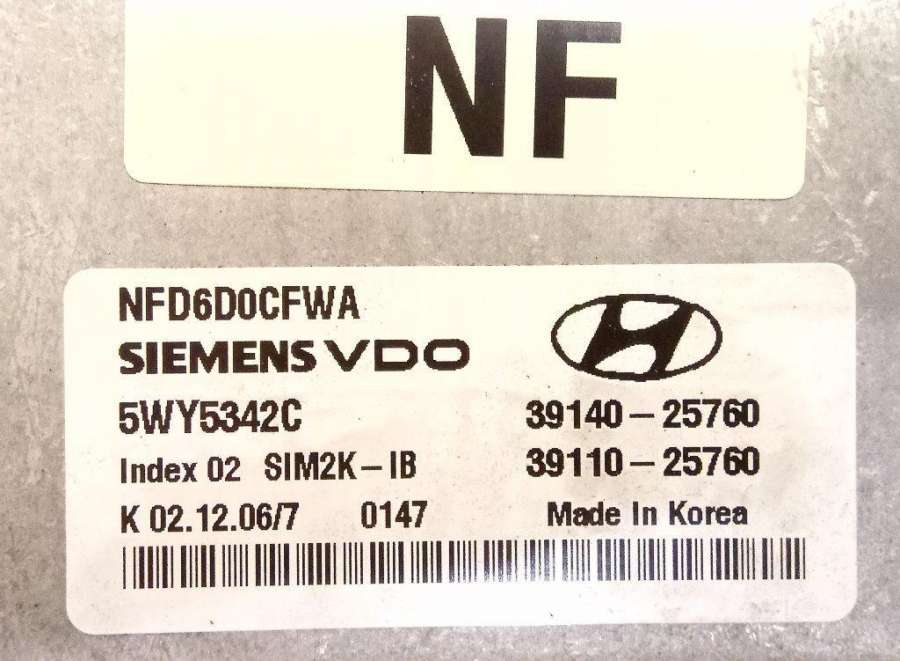 NF
NFD6D0CFWA
SIEMENS VDO
5WY5342C
39140-25760
Index 02 SIM2K-IB
39110-25760
K 02.12.06/7 0147
Made In Korea